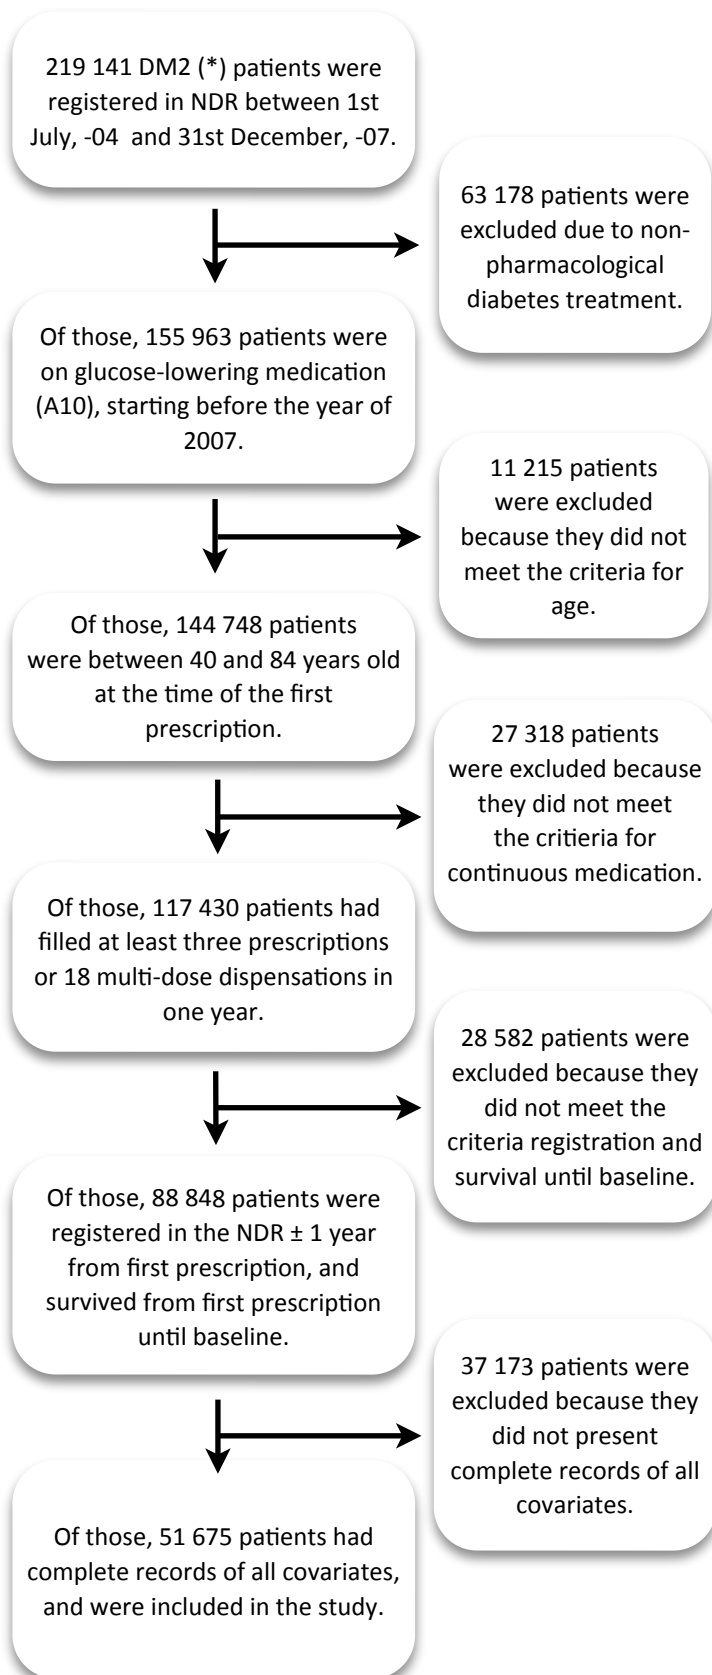 219 141 DM2 (*) patients were
registered in NDR between 1st
July, -04 and 31st December, -07.
63 178 patients were
excluded due to non-
pharmacological
diabetes treatment.
Of those, 155 963 patients were
on glucose-lowering medication
(A10), starting before the year of
2007.
11 215 patients
were excluded
because they did not
meet the criteria for
age.
Of those, 144 748 patients
were between 40 and 84 years old
at the time of the first
prescription.
27 318 patients
were excluded because
they did not meet
the critieria for
continuous medication.
Of those, 117 430 patients had
filled at least three prescriptions
or 18 multi-dose dispensations in
one year.
28 582 patients were
excluded because they
did not meet the
criteria registration and
survival until baseline.
Of those, 88 848 patients were
registered in the NDR ± 1 year
from first prescription, and
survived from first prescription
until baseline.
37 173 patients were
excluded because they
did not present
complete records of all
covariates.
Of those, 51 675 patients had
complete records of all covariates,
and were included in the study.